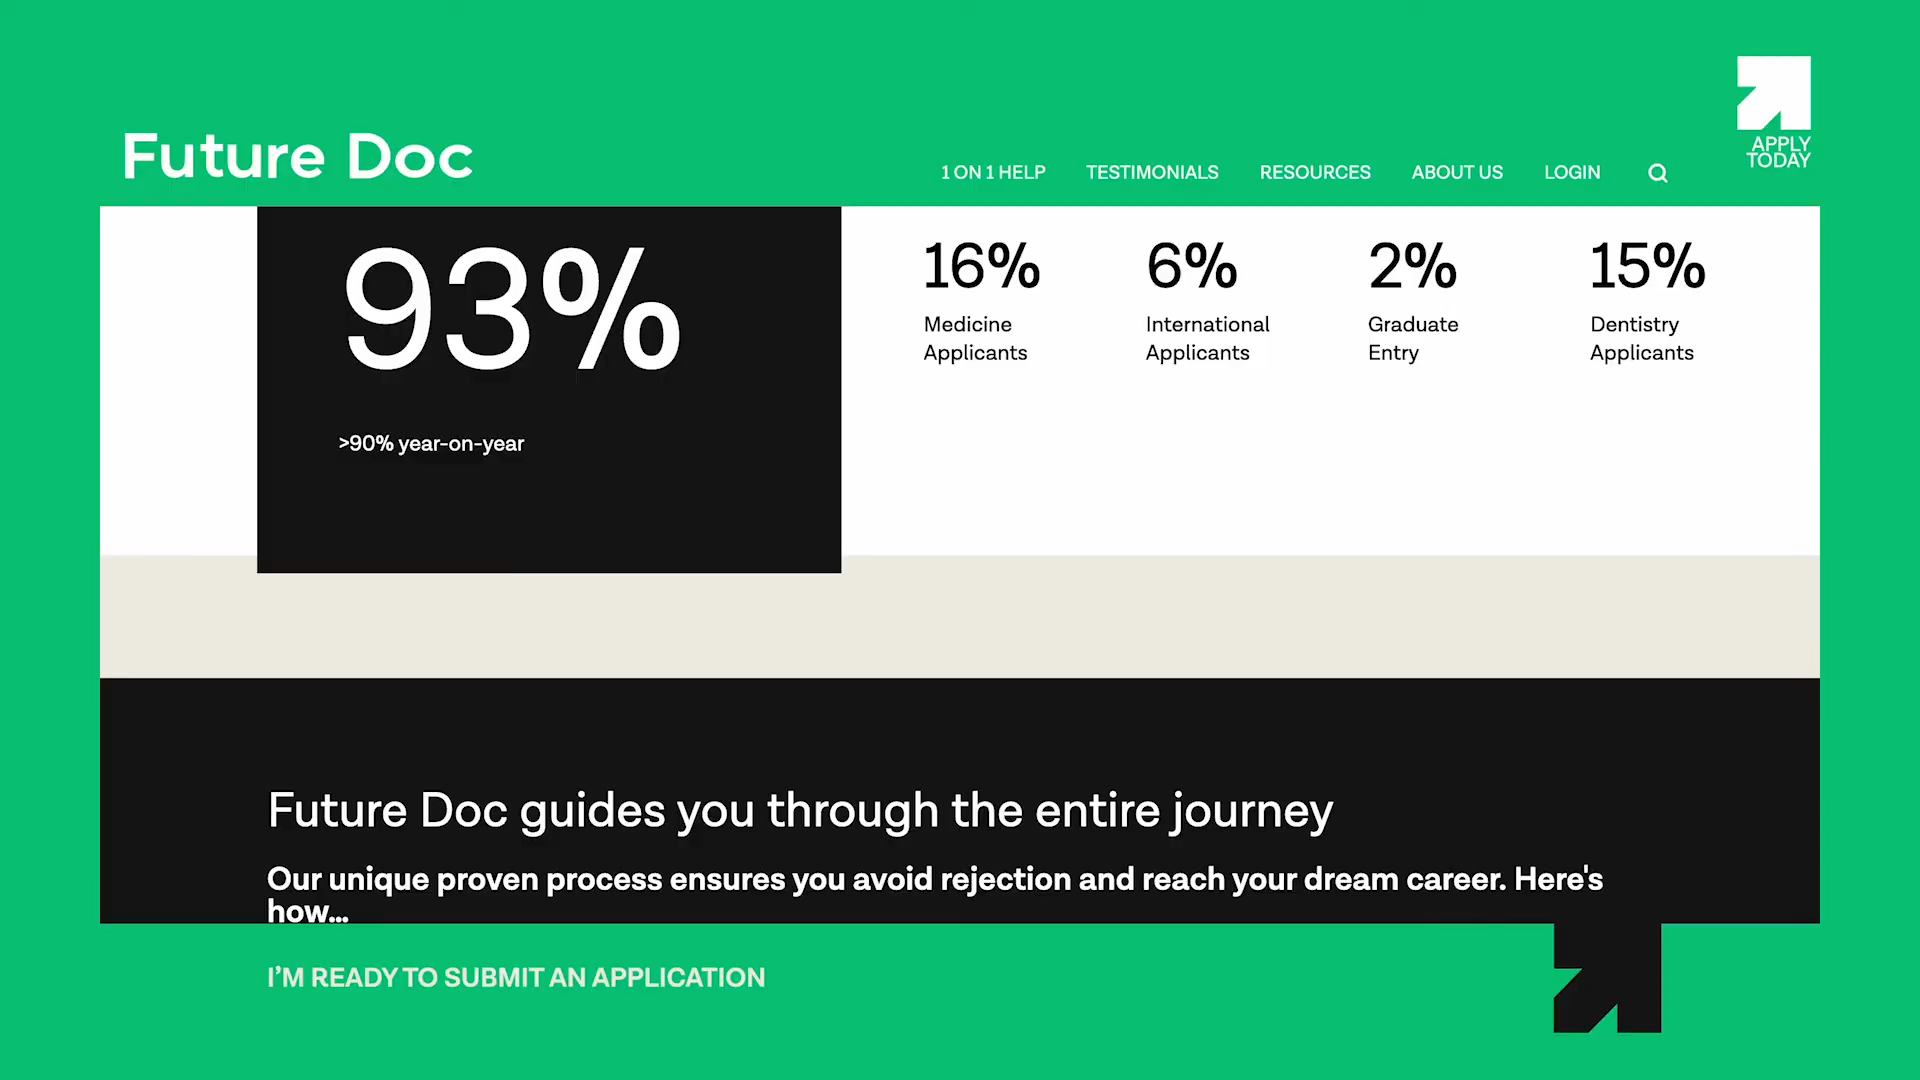 APPLY
TODAY
Future Doc
1 ON 1 HELP TESTIMONIALS RESOURCES ABOUT US LOGIN
93%
>90% year-on-year
16%
Medicine
Applicants
6%
International
Applicants
2%
Graduate
Entry
15%
Dentistry
Applicants
Future Doc guides you through the entire journey
Our unique proven process ensures you avoid rejection and reach your dream career. Here's
how...
I’M READY TO SUBMIT AN APPLICATION